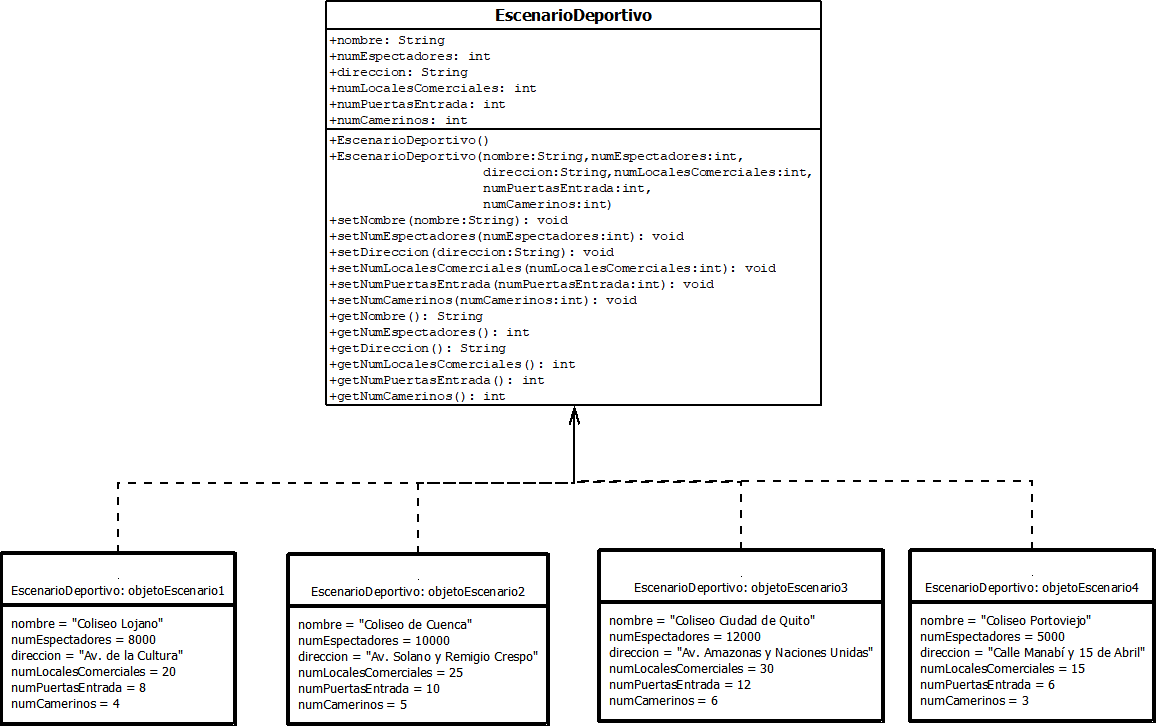 EscenarioDeportivo
+nombre: String
+numEspectadores: int
+direccion: String
+numLocalesComerciales: int
+numPuertasEntrada: int
+numCamerinos: int
+EscenarioDeportivo()
+EscenarioDeportivo(nombre:String,numEspectadores:int,
direccion:String,numLocalesComerciales:int,
numPuertasEntrada:int,
numCamerinos:int)
+setNombre(nombre:String): void
+setNumEspectadores(numEspectadores:int): void
+setDireccion(direccion:String): void
+setNumLocalesComerciales(numLocalesComerciales:int): void
+setNumPuertasEntrada(numPuertasEntrada:int): void
+setNumCamerinos(numCamerinos:int): void
+getNombre(): String
+getNumEspectadores(): int
+getDireccion(): String
+getNumLocalesComerciales(): int
+getNumPuertasEntrada(): int
+getNumCamerinos(): int
EscenarioDeportivo: objetoEscenario1
nombre = "Coliseo Lojano"
numEspectadores = 8000
direccion = "Av. de la Cultura"
numLocalesComerciales = 20
numPuertasEntrada = 8
numCamerinos = 4
EscenarioDeportivo: objetoEscenario2
nombre = "Coliseo de Cuenca"
numEspectadores = 10000
direccion = "Av. Solano y Remigio Crespo"
numLocalesComerciales = 25
numPuertasEntrada = 10
numCamerinos = 5
EscenarioDeportivo: objetoEscenario3
nombre = "Coliseo Ciudad de Quito"
numEspectadores = 12000
direccion = "Av. Amazonas y Naciones Unidas"
numLocalesComerciales = 30
numPuertasEntrada = 12
numCamerinos = 6
EscenarioDeportivo: objetoEscenario4
nombre = "Coliseo Portoviejo"
numEspectadores = 5000
direccion = "Calle Manabí y 15 de Abril"
numLocalesComerciales = 15
numPuertasEntrada = 6
numCamerinos = 3